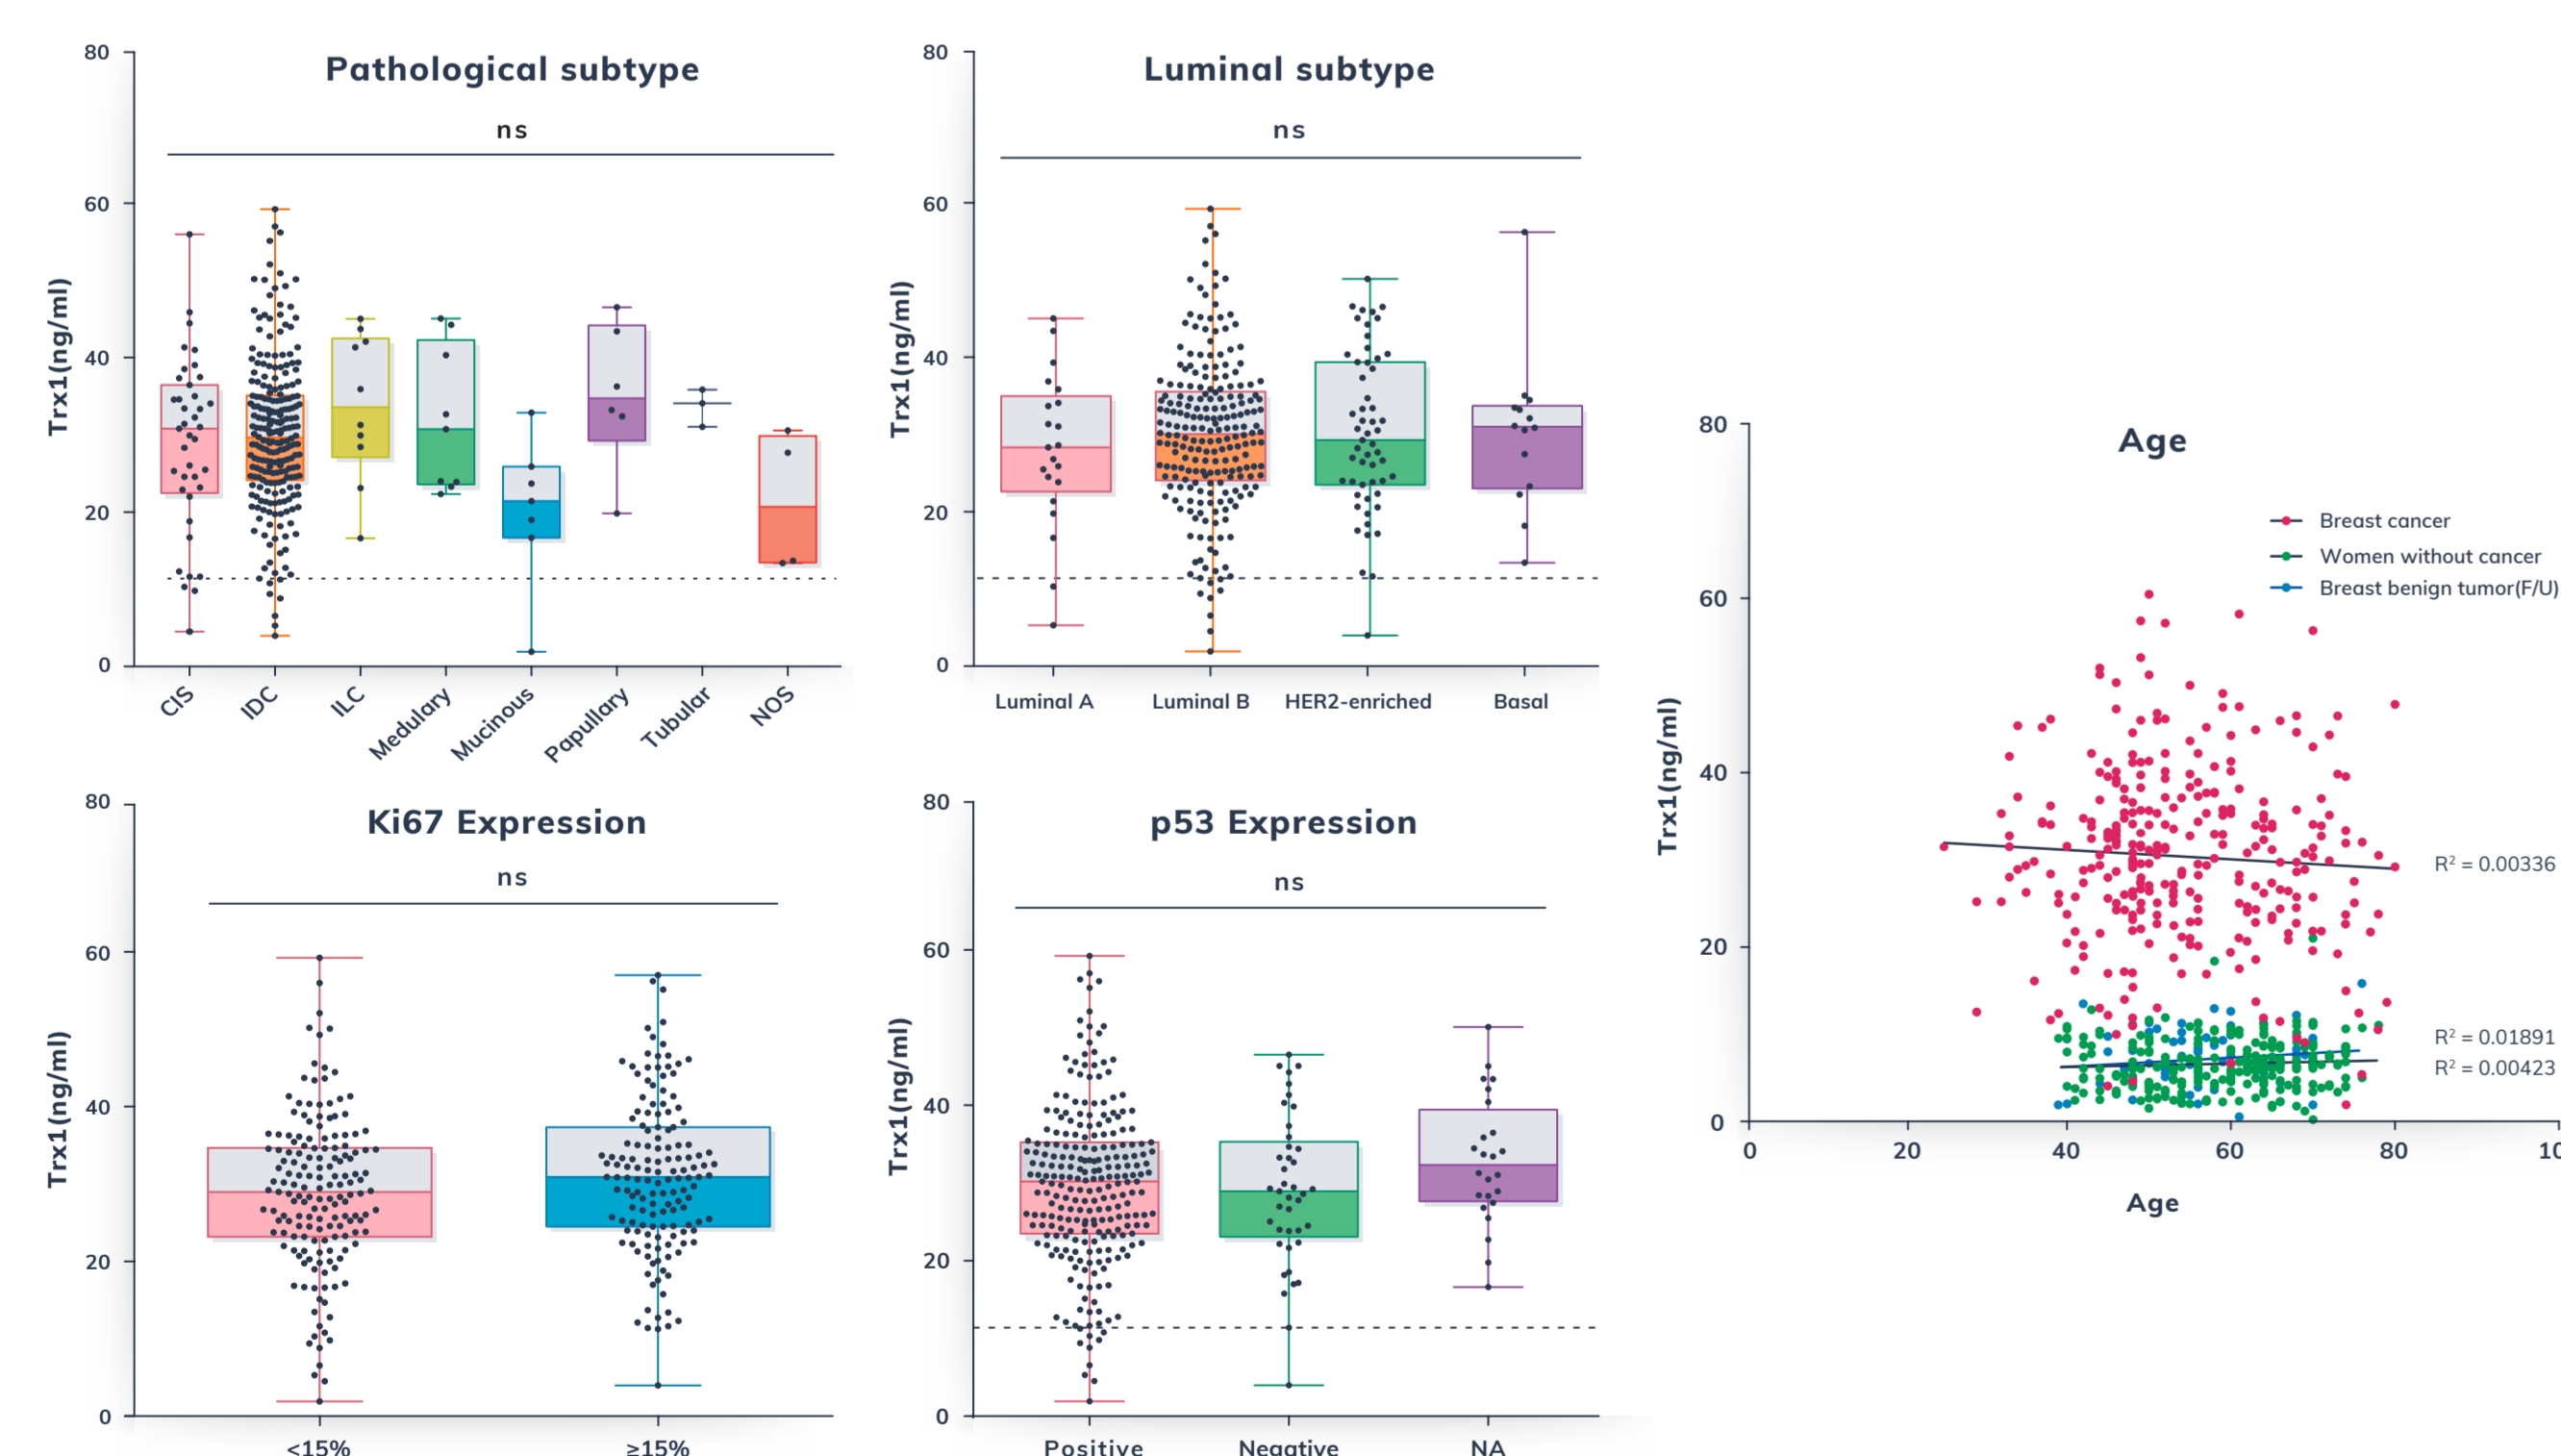 Pathological subtype
ns
Trx1(ng/ml)
80
60
40
20
0
CIS
IDC
ILC
Medulary
Mucinous
Papullary
Tubular
NOS
Luminal subtype
ns
Trx1(ng/ml)
80
60
40
20
0
Luminal A
Luminal B
HER2-enriched
Basal
Ki67 Expression
ns
Trx1(ng/ml)
80
60
40
20
0
<15%
≥15%
p53 Expression
ns
Trx1(ng/ml)
80
60
40
20
0
Positive
Negative
NA
Age
Breast cancer
Women without cancer
Breast benign tumor(F/U)
Trx1(ng/ml)
80
60
40
20
0
R² = 0.00336
R² = 0.01891
R² = 0.00423
0
20
40
60
80
Age